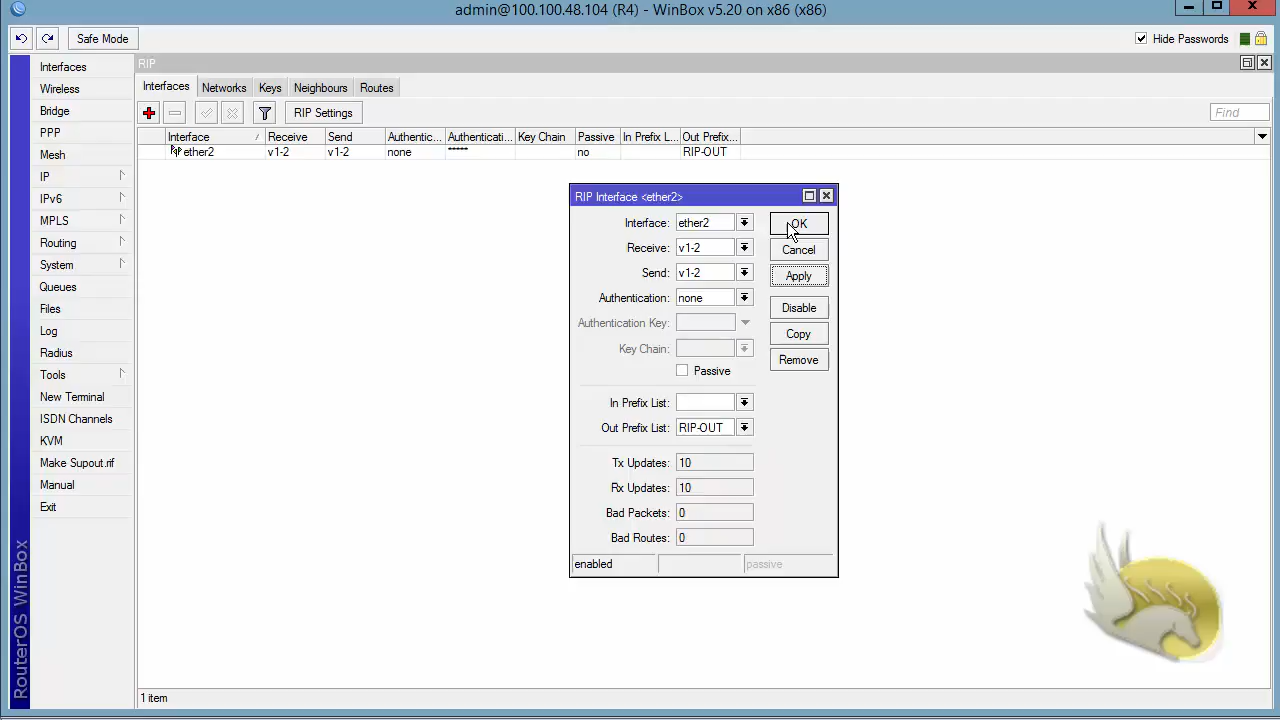 admin@100.100.48.104 (R4) - WinBox v5.20 on x86 (x86)
Safe Mode
Hide Passwords
Interfaces
Wireless
Bridge
PPP
Mesh
IP
IPv6
MPLS
Routing
System
Queues
Files
Log
Radius
Tools
New Terminal
ISDN Channels
KVM
Make Supout.rif
Manual
Exit
RouterOS WinBox
RIP
Interfaces Networks Keys Neighbours Routes
RIP Settings
Find
Interface Receive Send Authentic... Authenticati... Key Chain Passive In Prefix L... Out Prefix...
ether2 v1-2 v1-2 none ***** no RIP-OUT
RIP Interface <ether2>
Interface: ether2
Receive: v1-2
Send: v1-2
Authentication: none
Authentication Key:
Key Chain:
Passive
In Prefix List:
Out Prefix List: RIP-OUT
Tx Updates: 10
Rx Updates: 10
Bad Packets: 0
Bad Routes: 0
OK
Cancel
Apply
Disable
Copy
Remove
enabled passive
1 item